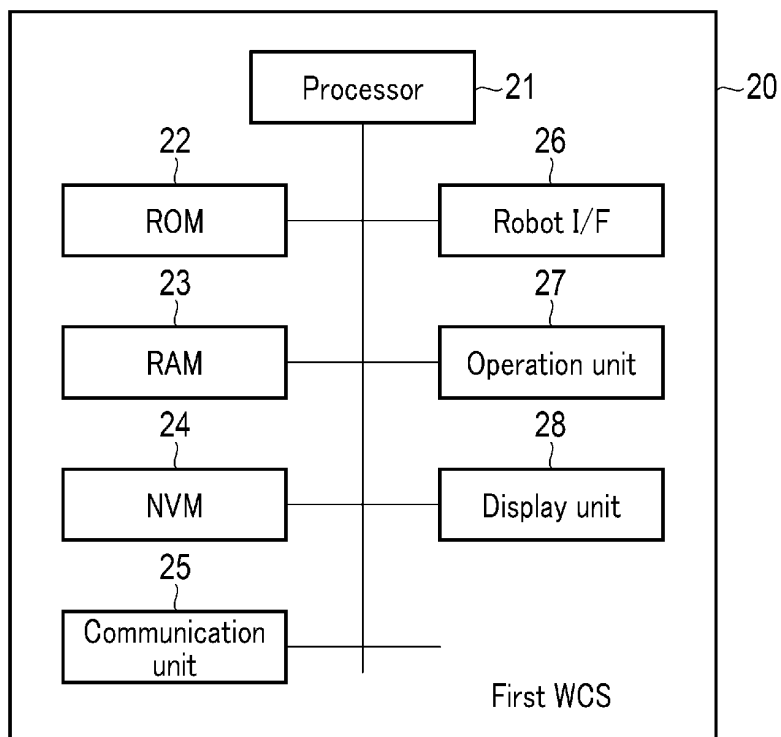 Processor
21
20
22
26
ROM
Robot I/F
23
27
RAM
Operation unit
24
28
NVM
Display unit
25
Communication
unit
First WCS